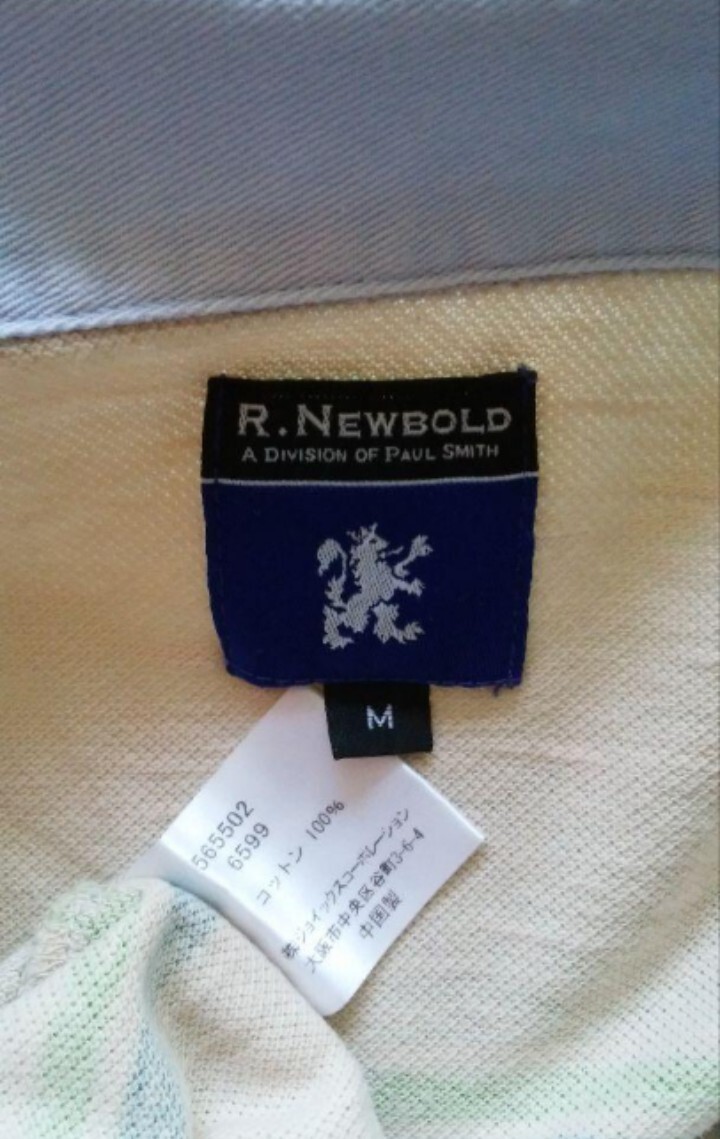 R. NEWBOLD
A DIVISION OF PAUL SMITH
M
565502
6599
コットン 100%
㈱ジョイックスコーポレーション
大阪市中央区谷町3-6-4
中国製